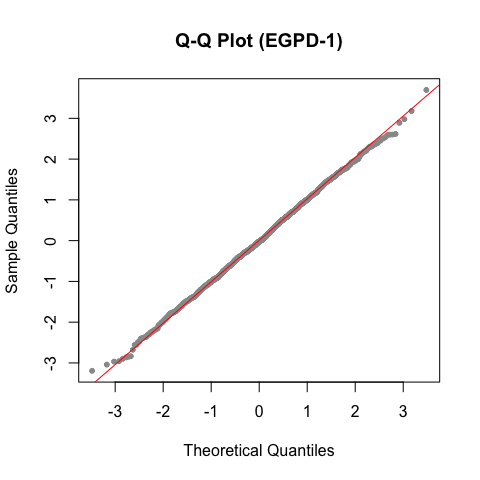 Q-Q Plot (EGPD-1)
Sample Quantiles
3
2
1
0
-1
-2
-3
-3 -2 -1 0 1 2 3
Theoretical Quantiles